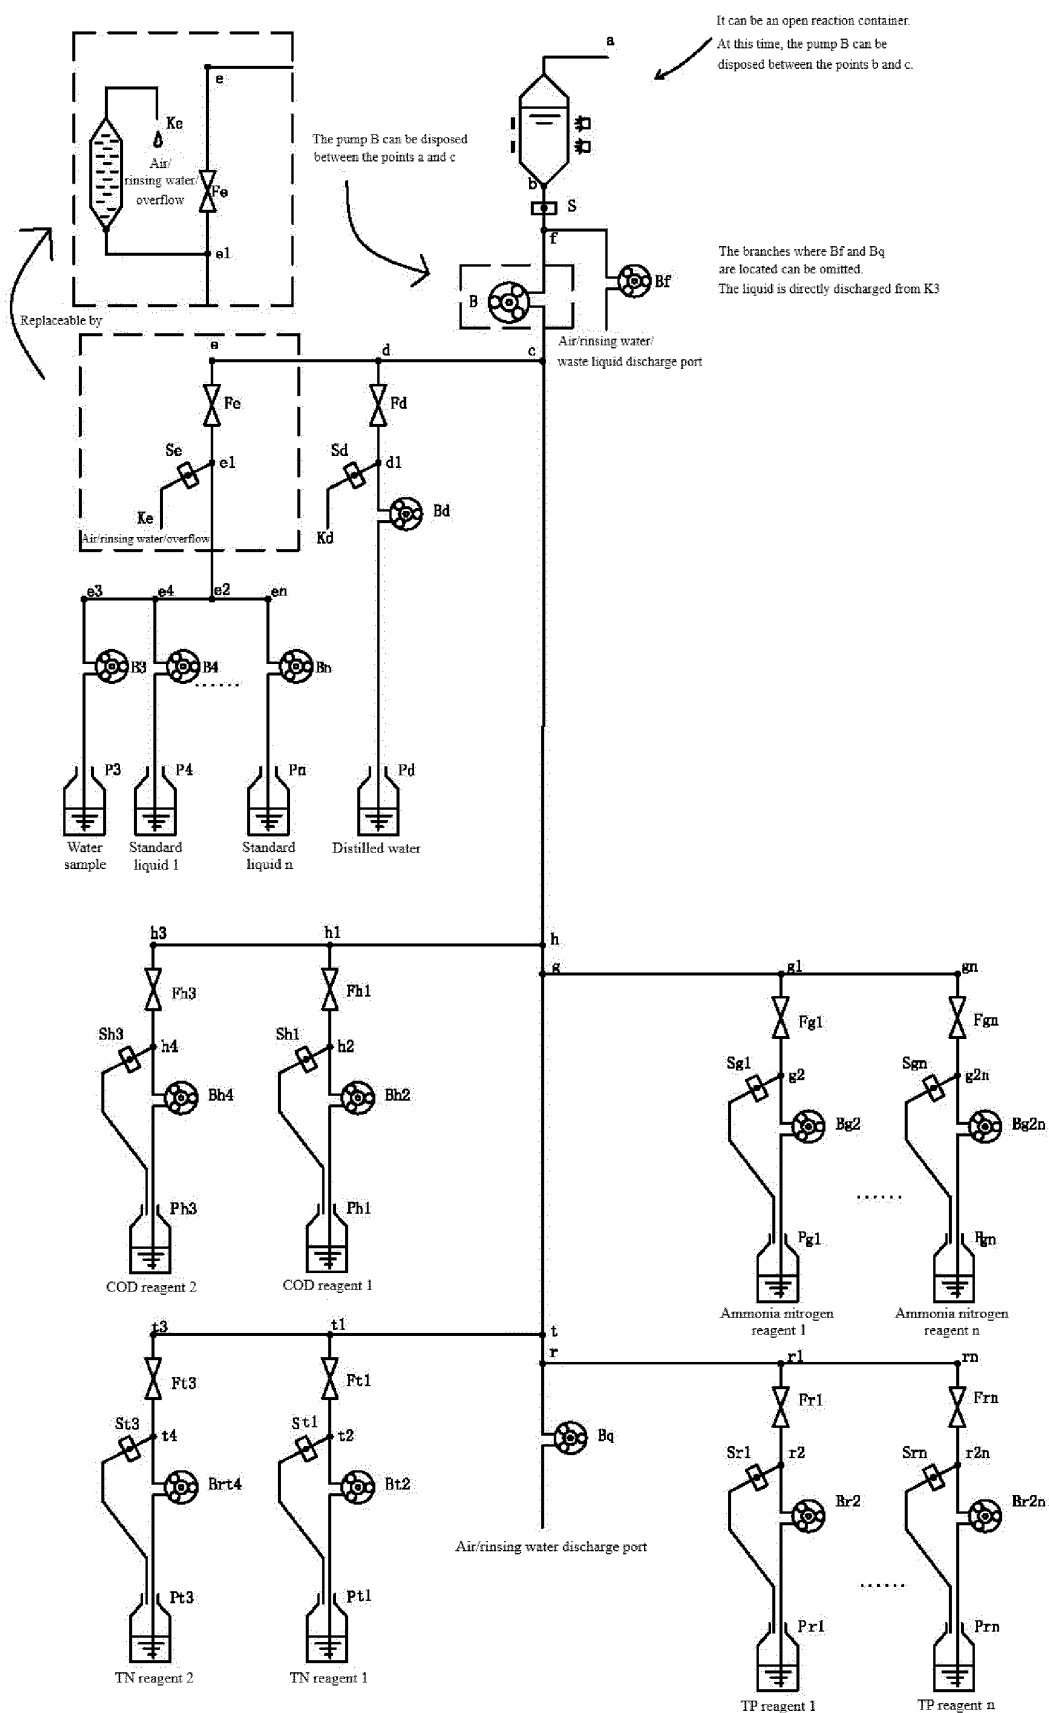 It can be an open reaction container.
At this time, the pump B can be
disposed between the points b and c.
a
e
Ke
Air/
rinsing water/
overflow
Fe
e1
The pump B can be disposed
between the points a and c
b
S
f
Bf
B
The branches where Bf and Bq
are located can be omitted.
The liquid is directly discharged from K3
Replaceable by
Air/rinsing water/
waste liquid discharge port
e
d
c
Fe
Fd
Se
e1
Sd
d1
Ke
Kd
Bd
Air/rinsing water/overflow
e3
e4
e2
en
B3
B4
......
Bn
P3
P4
Pn
Pd
Water
sample
Standard
liquid 1
Standard
liquid n
Distilled water
h3
h1
h
g
g1
gn
Fh3
Fh1
Fg1
Fgn
Sh3
h4
Sh1
h2
Sg1
g2
Sgn
g2n
Bh4
Bh2
Bg2
Bg2n
......
Ph3
Ph1
Pg1
Pgn
COD reagent 2
COD reagent 1
Ammonia nitrogen
reagent 1
Ammonia nitrogen
reagent n
t3
t1
t
r
r1
rn
Ft3
Ft1
Fr1
Frn
St3
t4
St1
t2
Bq
Sr1
r2
Srn
r2n
Brt4
Bt2
Br2
Br2n
Air/rinsing water discharge port
......
Pt3
Pt1
Pr1
Prn
TN reagent 2
TN reagent 1
TP reagent 1
TP reagent n